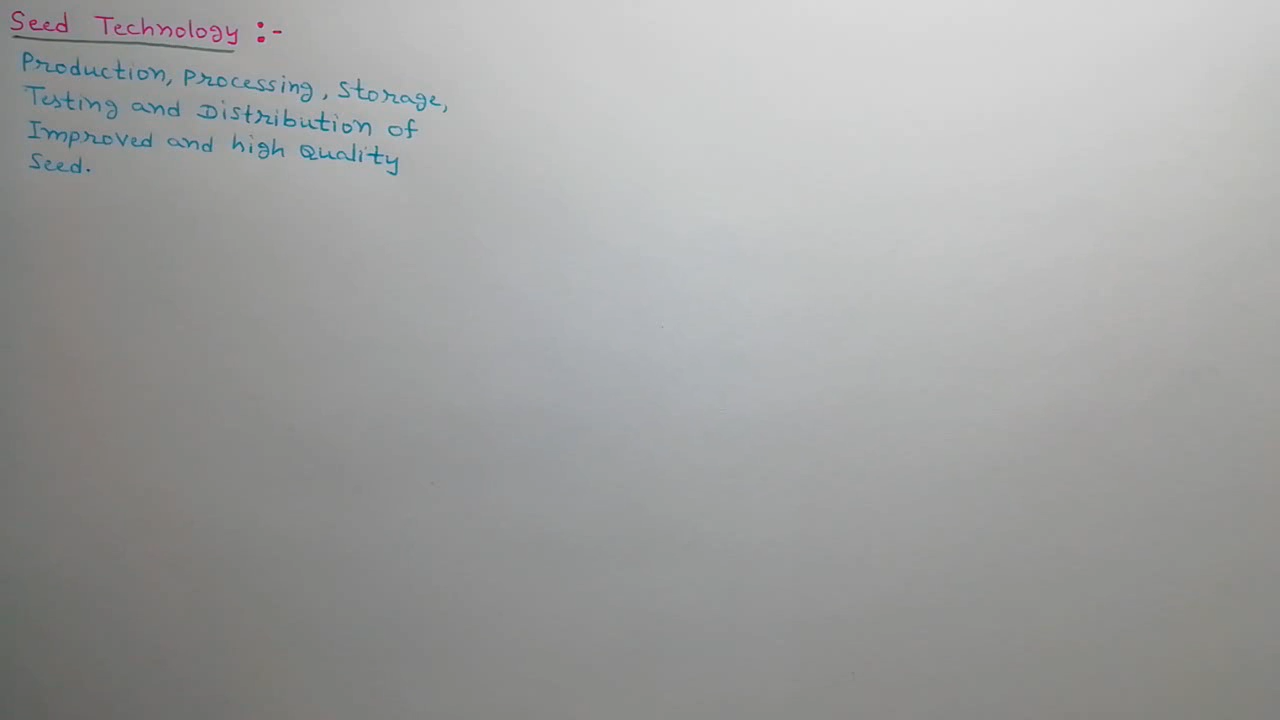 Seed Technology :-
Production, Processing, Storage,
Testing and Distribution of
Improved and high Quality
Seed.